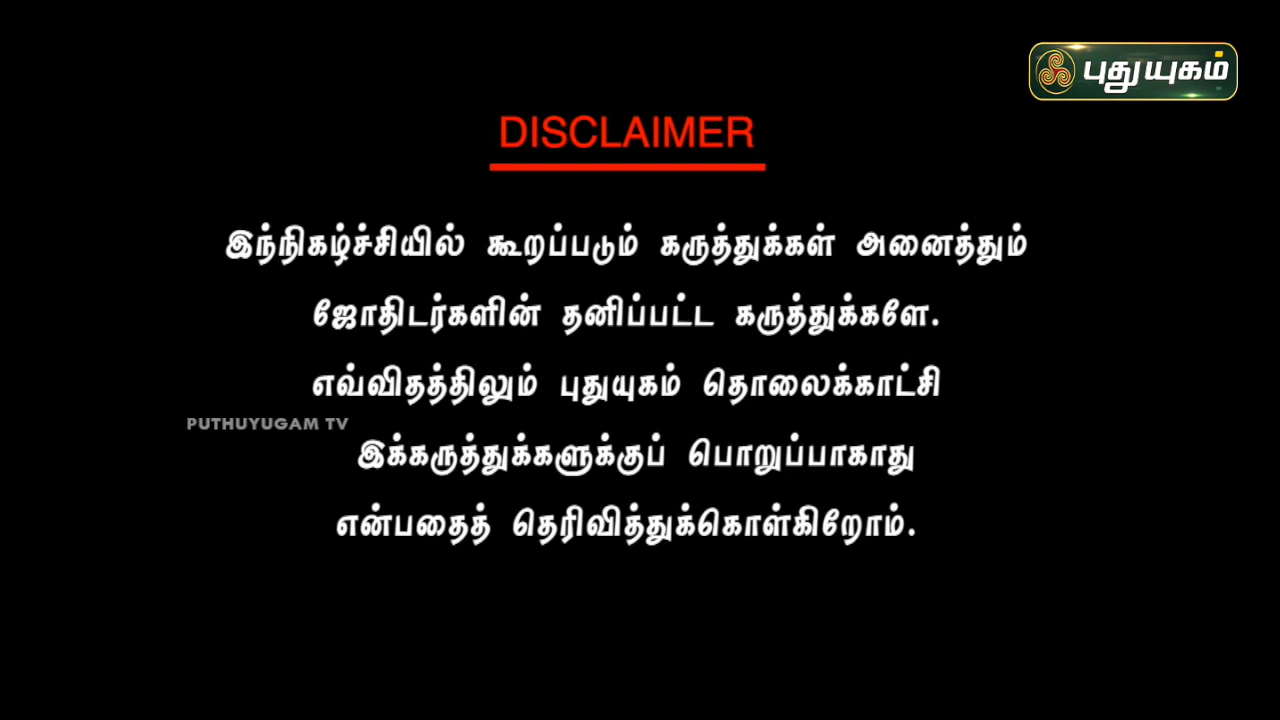 புதுயுகம்
DISCLAIMER
இந்நிகழ்ச்சியில் கூறப்படும் கருத்துக்கள் அனைத்தும்
ஜோதிடர்களின் தனிப்பட்ட கருத்துக்களே.
எவ்விதத்திலும் புதுயுகம் தொலைக்காட்சி
PUTHUYUGAM TV
இக்கருத்துக்களுக்குப் பொறுப்பாகாது
என்பதைத் தெரிவித்துக்கொள்கிறோம்.